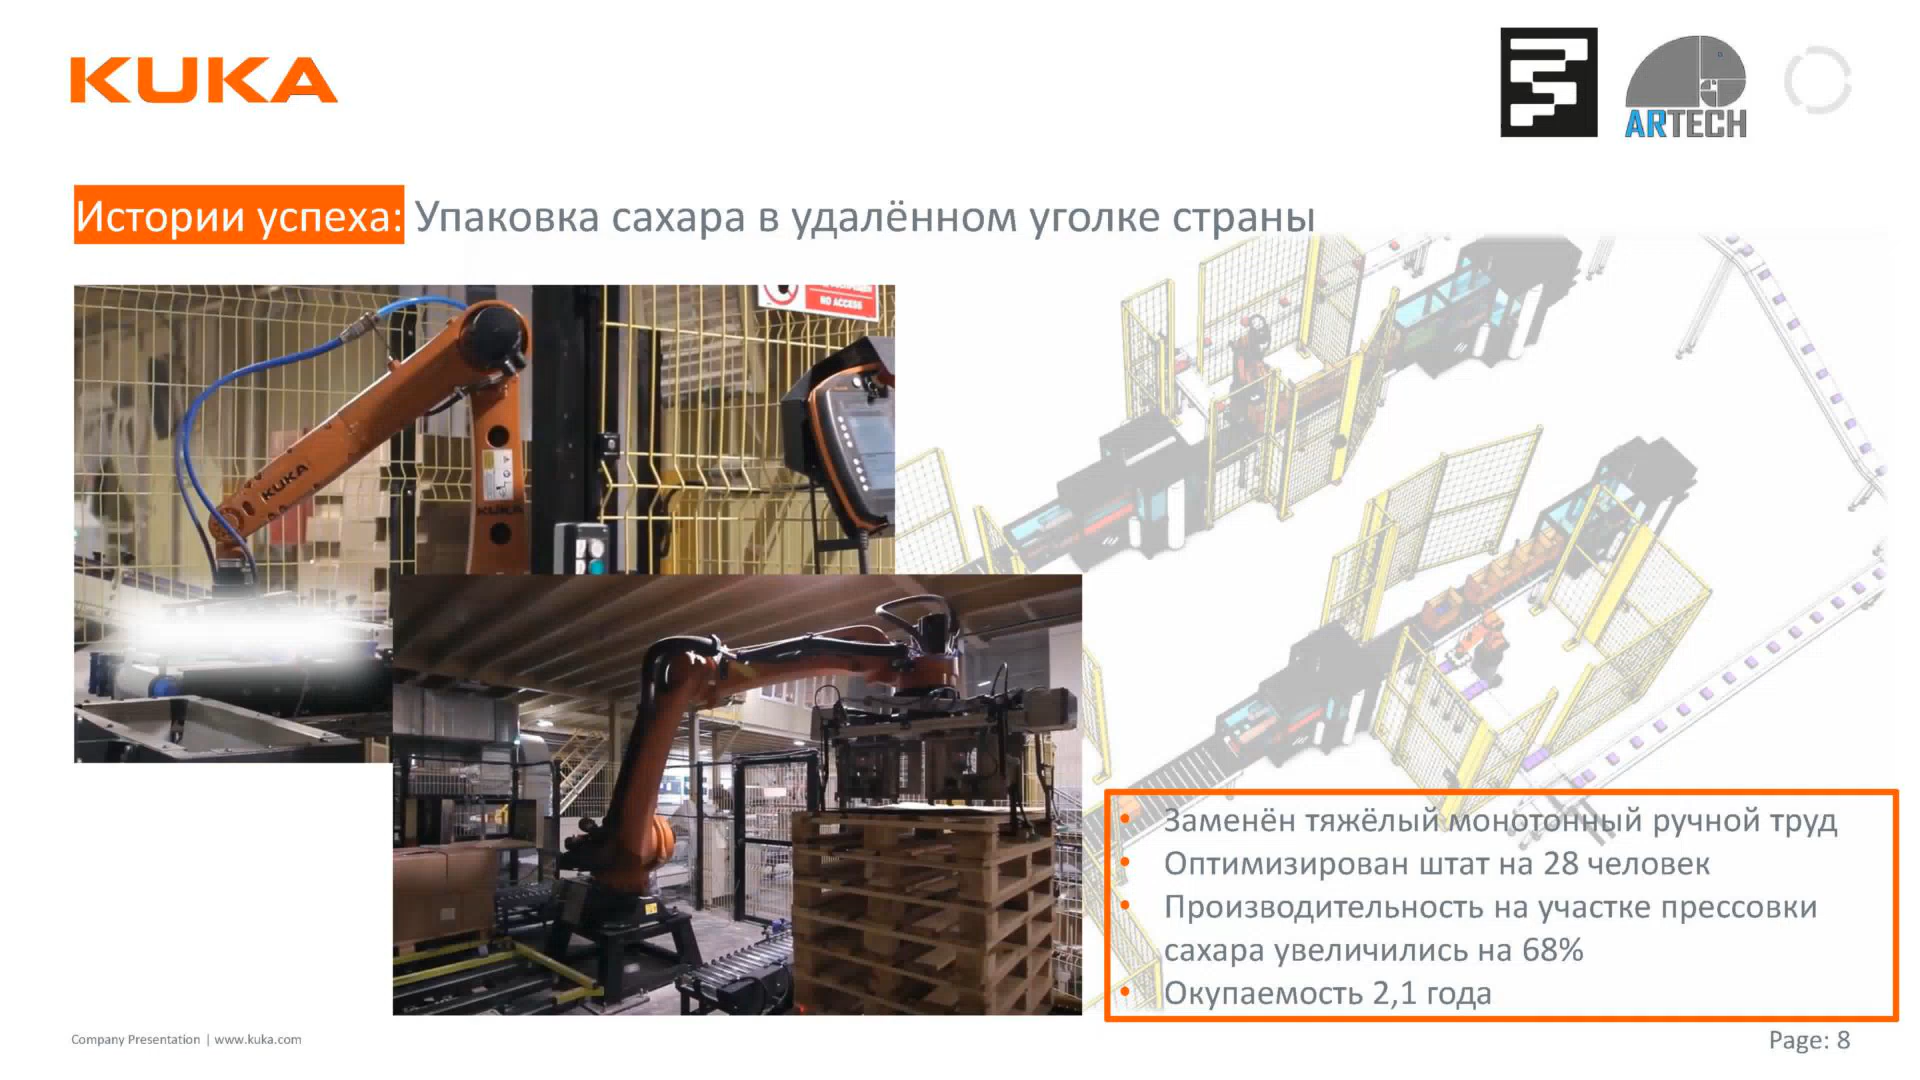 KUKA
ARTECH
Истории успеха: Упаковка сахара в удалённом уголке страны
NO ACCESS
KUKA
KUKA
• Заменён тяжёлый монотонный ручной труд
• Оптимизирован штат на 28 человек
• Производительность на участке прессовки
сахара увеличились на 68%
• Окупаемость 2,1 года
Company Presentation | www.kuka.com
Page: 8